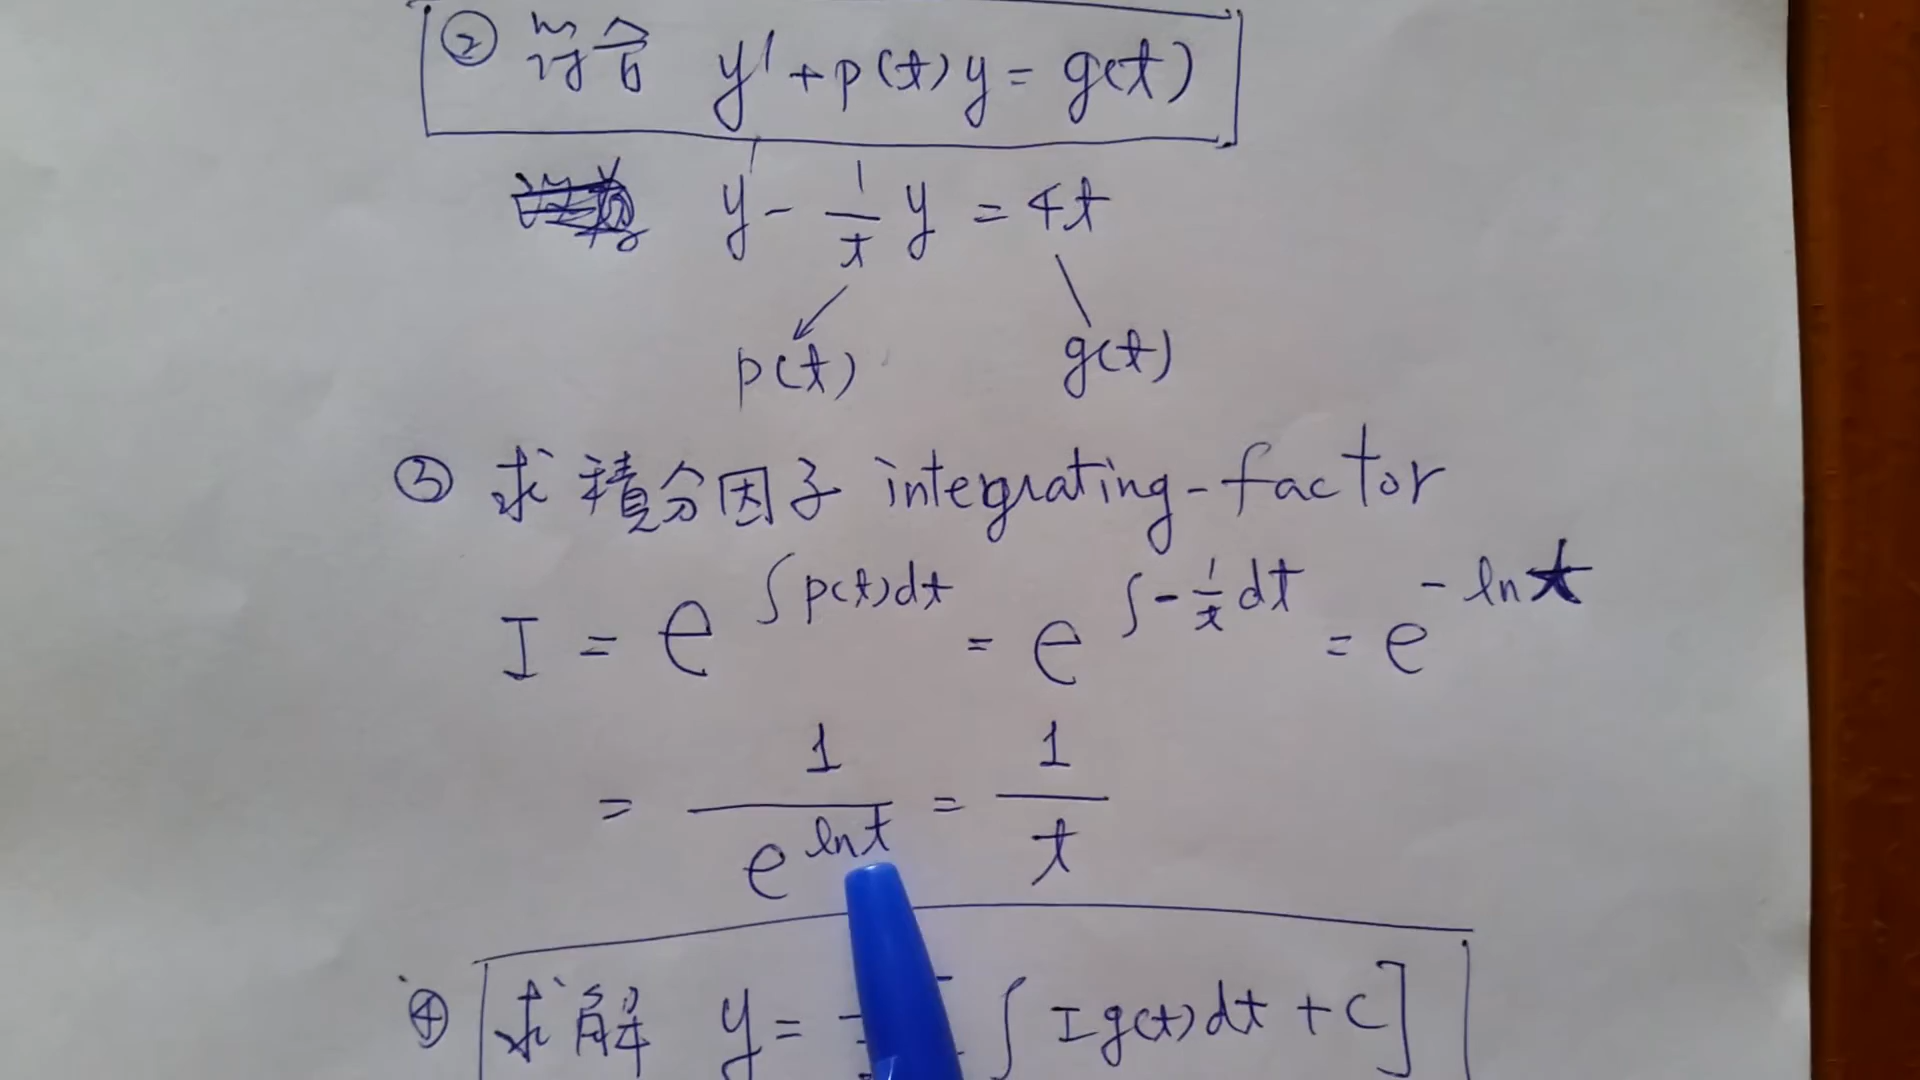 ② 符合 y' + p(t) y = g(t)
y' - 1/t y = 4t
p(t) g(t)
③ 求積分因子 integrating-factor
I = e^∫p(t)dt = e^∫-1/t dt = e^-ln t
= 1/e^ln t = 1/t
④ 求解 y = ∫ I g(t) dt + C]